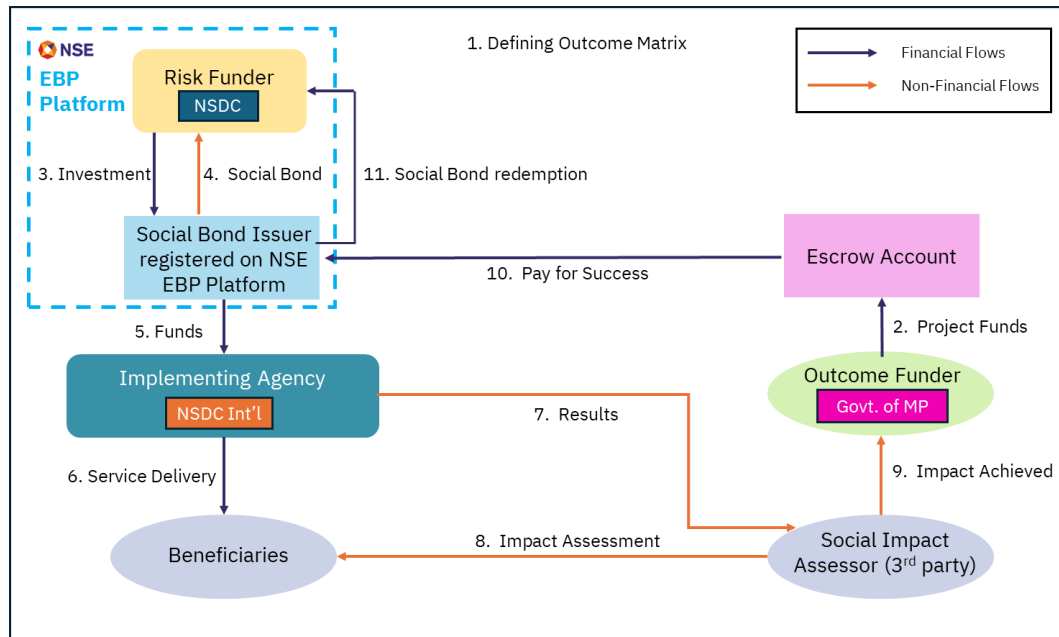 NSE
EBP
Platform
Risk Funder
NSDC
1. Defining Outcome Matrix
Financial Flows
Non-Financial Flows
3. Investment
4. Social Bond
11. Social Bond redemption
Social Bond Issuer
registered on NSE
EBP Platform
10. Pay for Success
Escrow Account
5. Funds
2. Project Funds
Implementing Agency
NSDC Int'l
7. Results
Outcome Funder
Govt. of MP
6. Service Delivery
9. Impact Achieved
Beneficiaries
8. Impact Assessment
Social Impact
Assessor (3rd party)